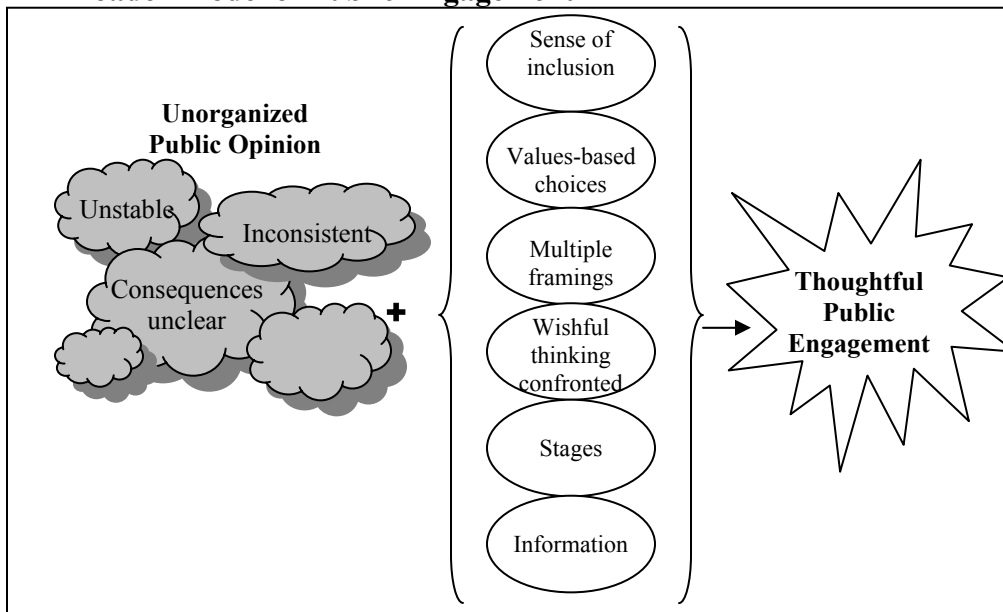 Unorganized
Public Opinion
Unstable
Inconsistent
Consequences
unclear
+
Sense of
inclusion
Values-based
choices
Multiple
framings
Wishful
thinking
confronted
Stages
Information
Thoughtful
Public
Engagement